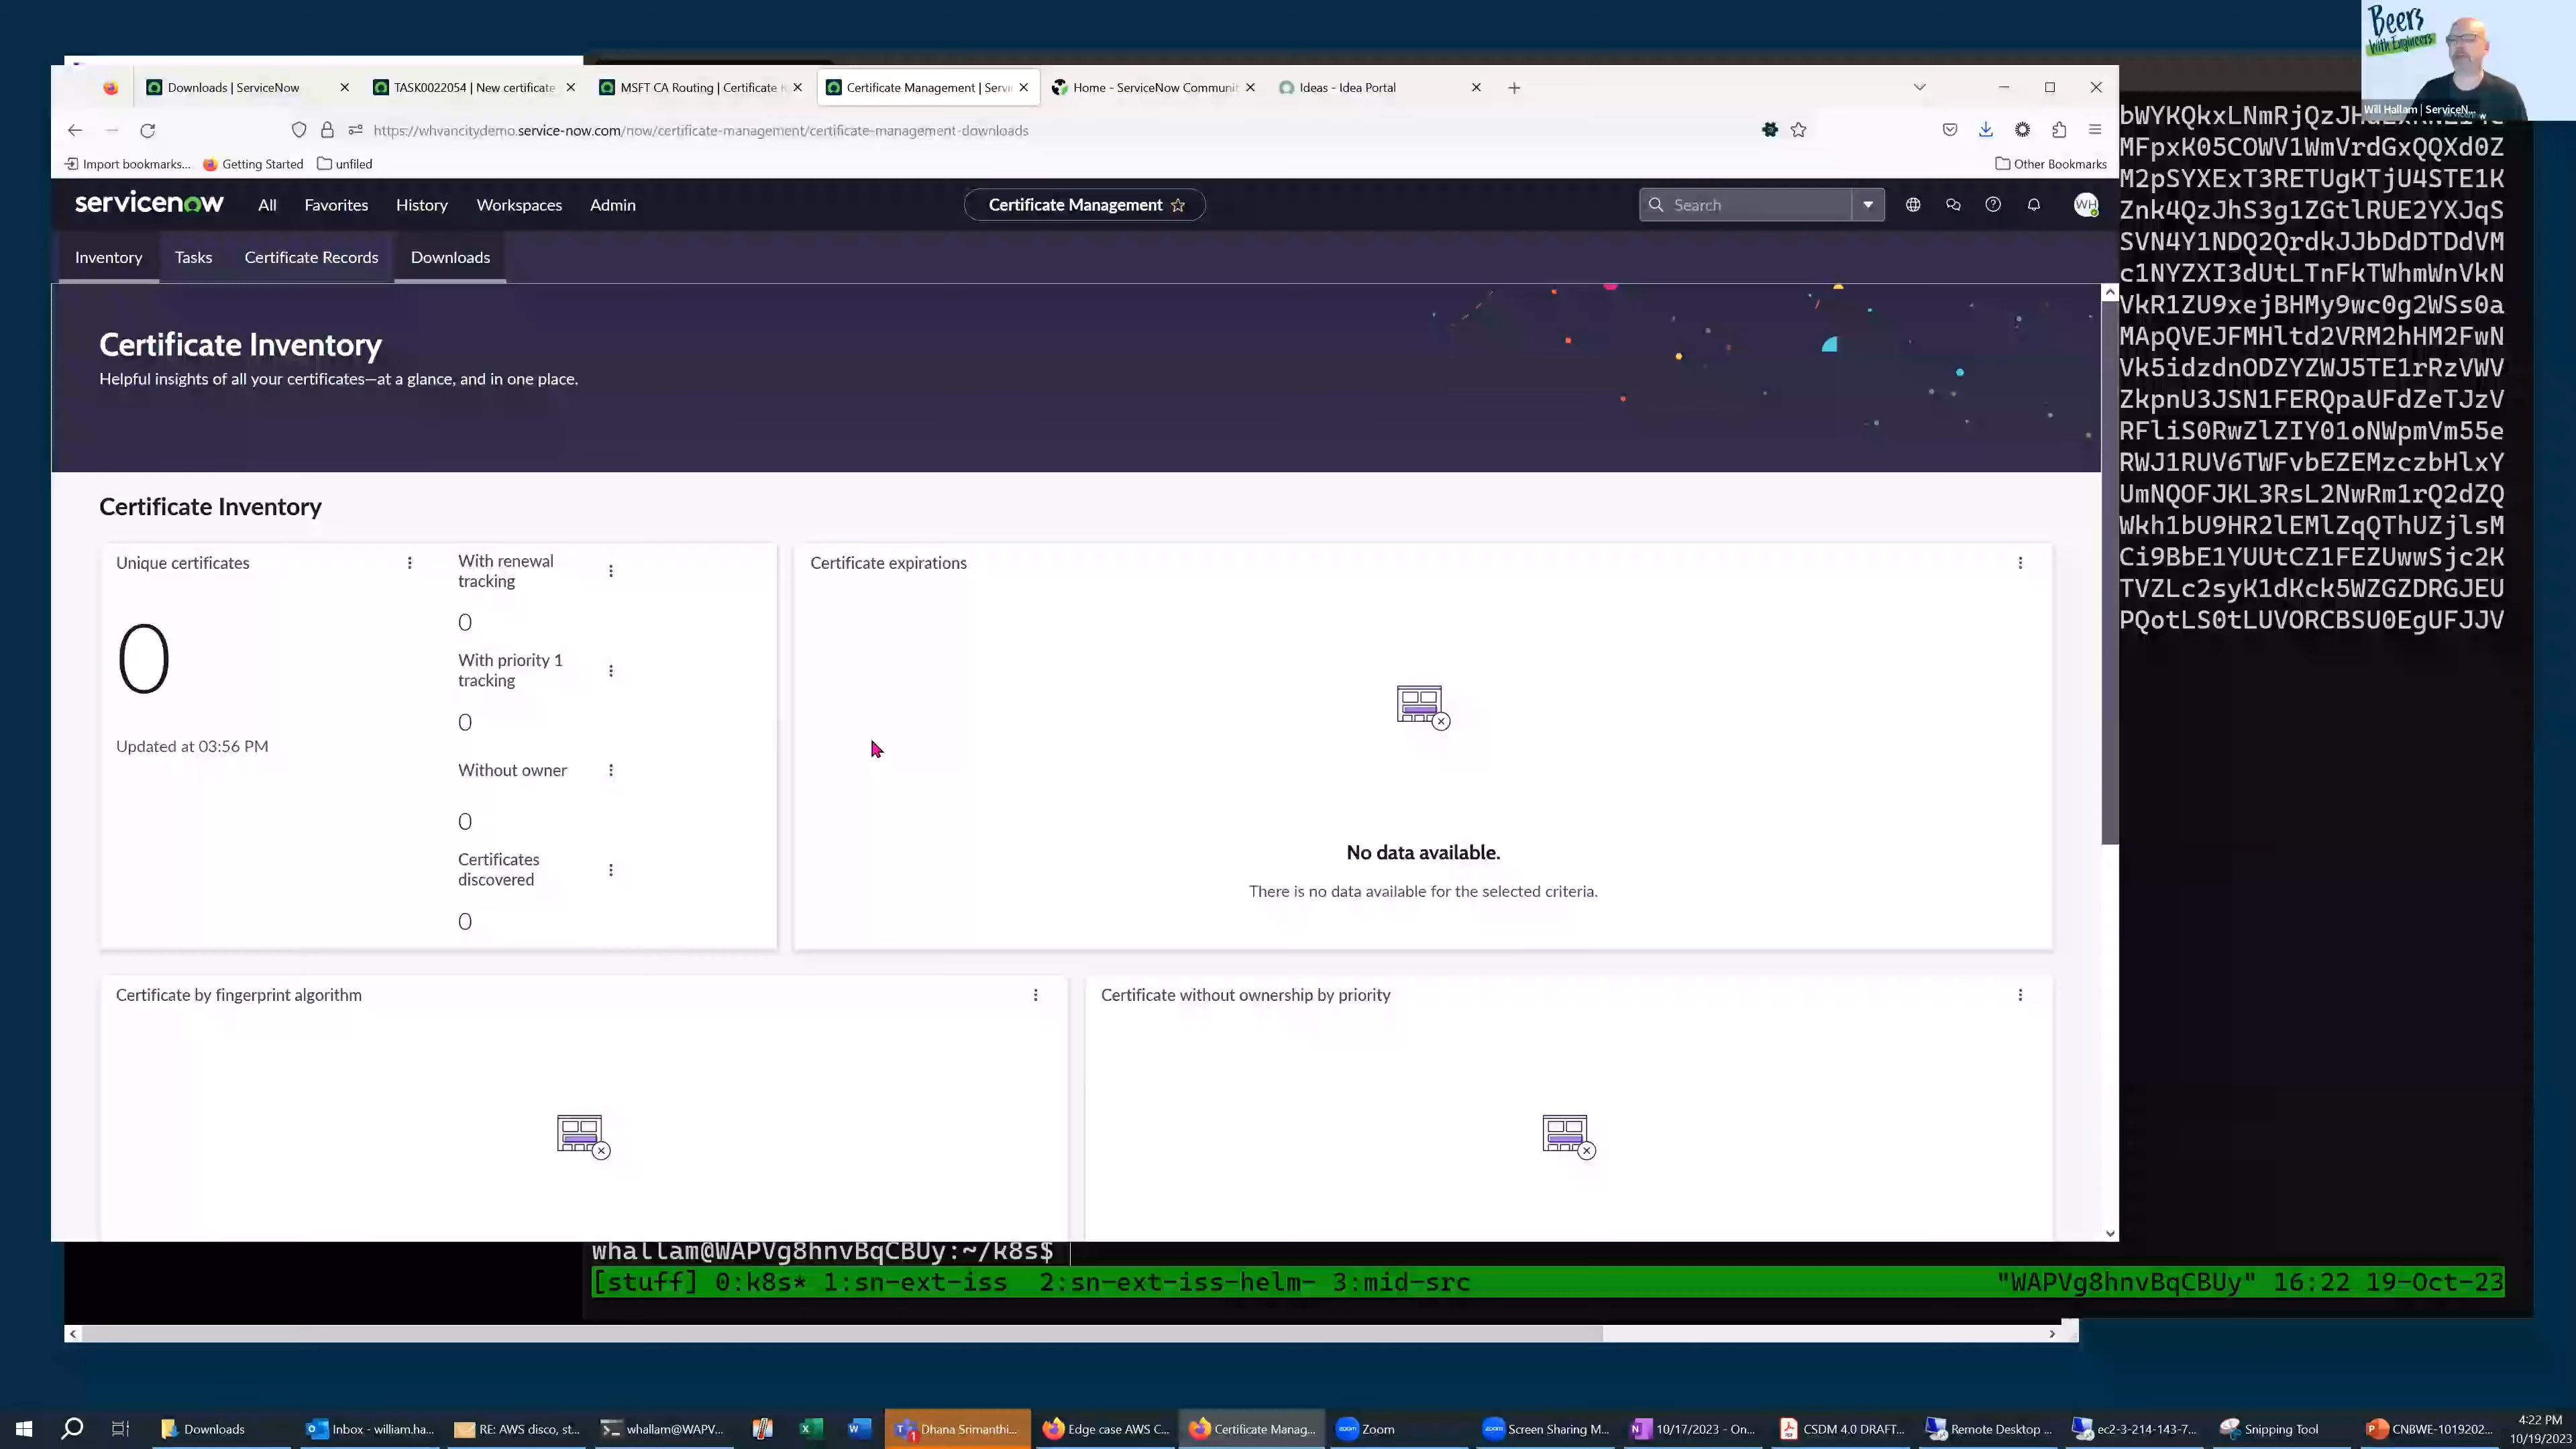 Beers
With Engineers
Will Hallam | ServiceN...
Downloads | ServiceNow
TASK0022054 | New certificate
MSFT CA Routing | Certificate
Certificate Management | Servi
Home - ServiceNow Communit
Ideas - Idea Portal
https://whvancitydemo.service-now.com/now/certificate-management/certificate-management-downloads
Import bookmarks...
Getting Started
unfiled
Other Bookmarks
servicenow
All
Favorites
History
Workspaces
Admin
Certificate Management
Search
WH
Inventory
Tasks
Certificate Records
Downloads
Certificate Inventory
Helpful insights of all your certificates—at a glance, and in one place.
Certificate Inventory
Unique certificates
0
Updated at 03:56 PM
With renewal
tracking
0
With priority 1
tracking
0
Without owner
0
Certificates
discovered
0
Certificate expirations
No data available.
There is no data available for the selected criteria.
Certificate by fingerprint algorithm
Certificate without ownership by priority
MFpxK05COWV1WmVrdGxQQXd0Z
M2pSYXExT3RETUgKTjU4STE1K
Znk4QzJhS3g1ZGtlRUE2YXJqS
SVN4Y1NDQ2QrdkJJbDdDTDdVM
c1NYZXI3dUtLTnFkTWhmWnVkN
VkR1ZU9xejBHMy9wc0g2WSs0a
MApQVEJFMHltd2VRM2hHM2FwN
Vk5idzdnODZYZWJ5TE1rRzVWV
ZkpnU3JSN1FERQpaUFdZeTJzV
RFliS0RwZlZIY01oNWpmVm55e
RWJ1RUV6TWFvbEZEMzczbHlxY
UmNQOFJKL3RsL2NwRm1rQ2dZQ
Wkh1bU9HR2lEMlZqQThUZjlsM
Ci9BbE1YUUtCZ1FEZUwwSjc2K
TVZLc2syK1dKck5WZGZDRGJEU
PQotLS0tLUVORCBSU0EgUFJJV
whallam@WAPVg8hnvBqCBUy:~/k8s$
[stuff] 0:k8s* 1:sn-ext-iss 2:sn-ext-iss-helm- 3:mid-src
"WAPVg8hnvBqCBUy" 16:22 19-Oct-23
Downloads
Inbox - william.ha...
RE: AWS disco, st...
whallam@WAPV...
Dhana Srimanthi...
Edge case AWS C...
Certificate Manag...
Zoom
Screen Sharing M...
10/17/2023 - On...
CSDM 4.0 DRAFT...
Remote Desktop ...
ec2-3-214-143-7...
Snipping Tool
CNBWE-1019202...
4:22 PM
10/19/2023